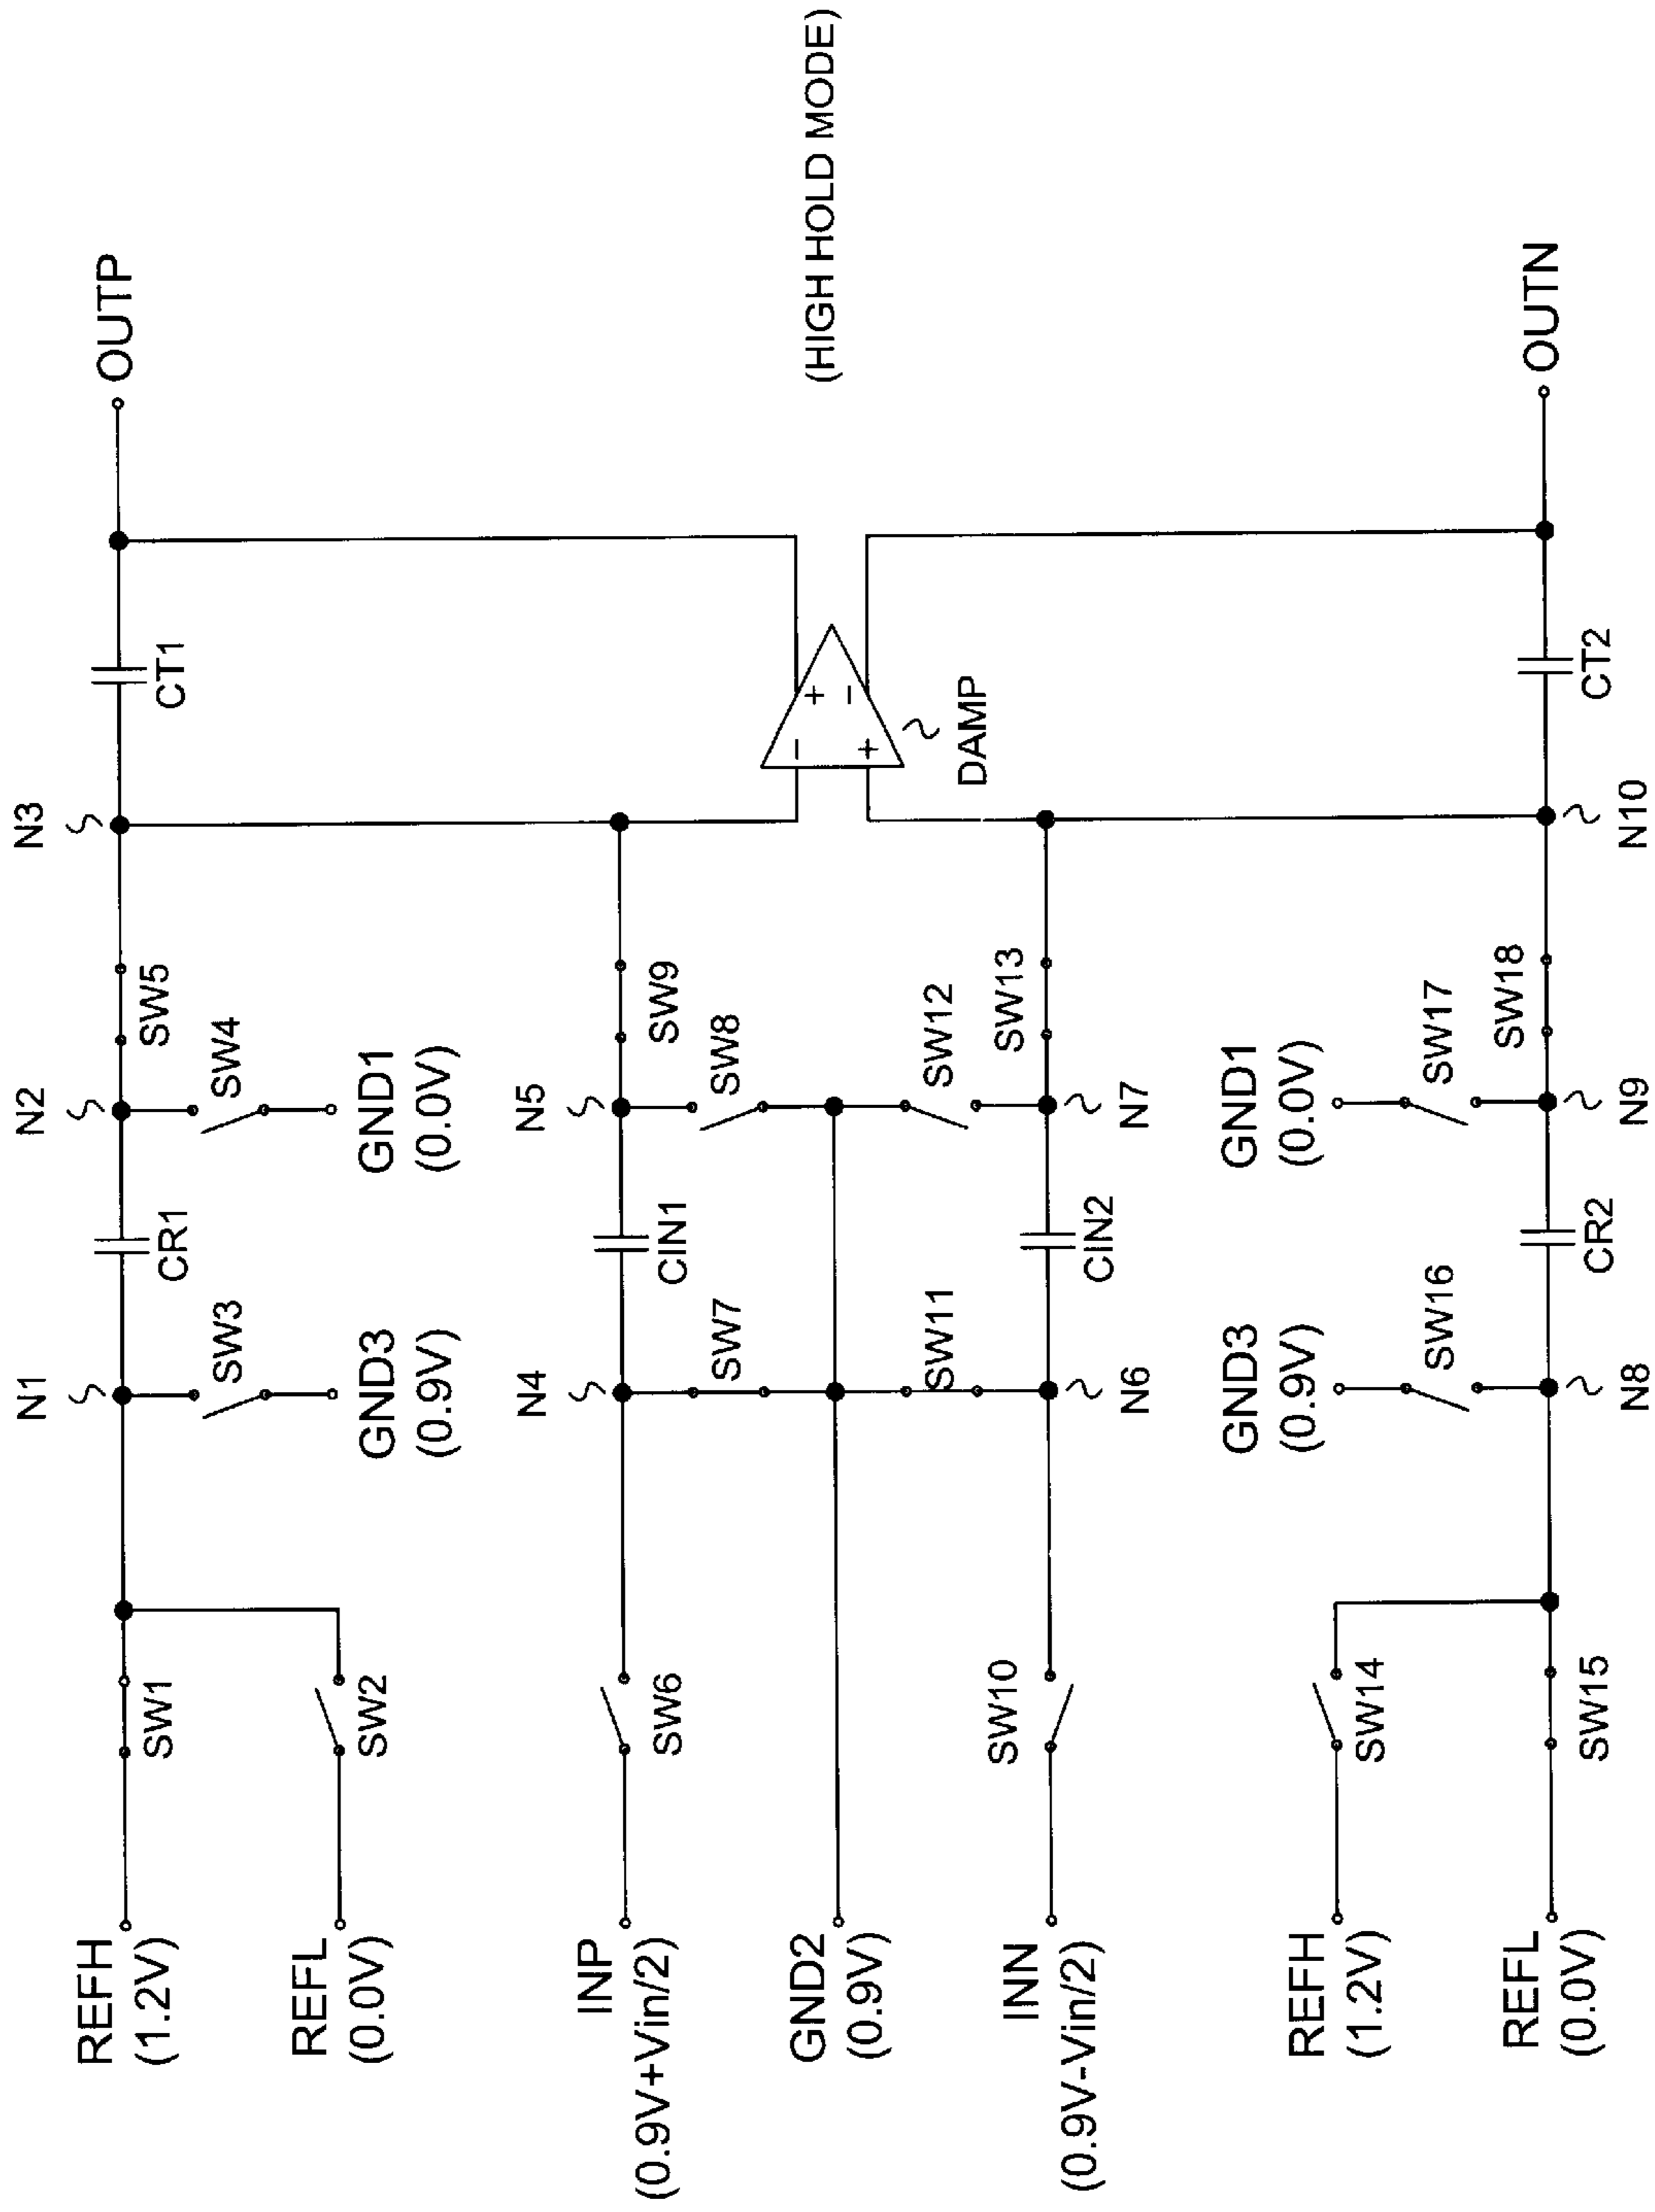 REFH
(1.2V)
REFL
(0.0V)
INP
(0.9V+Vin/2)
GND2
(0.9V)
INN
(0.9V-Vin/2)
REFH
(1.2V)
REFL
(0.0V)
SW1
SW2
SW6
SW10
SW14
SW15
N1
SW3
GND3
(0.9V)
N4
SW7
SW11
N6
GND3
(0.9V)
SW16
N8
CR1
CIN1
CIN2
CR2
N2
SW4
GND1
(0.0V)
N5
SW8
SW12
N7
GND1
(0.0V)
SW17
N9
SW5
SW9
SW13
SW18
N3
N10
CT1
+
-
-
+
DAMP
CT2
OUTP
OUTN
(HIGH HOLD MODE)